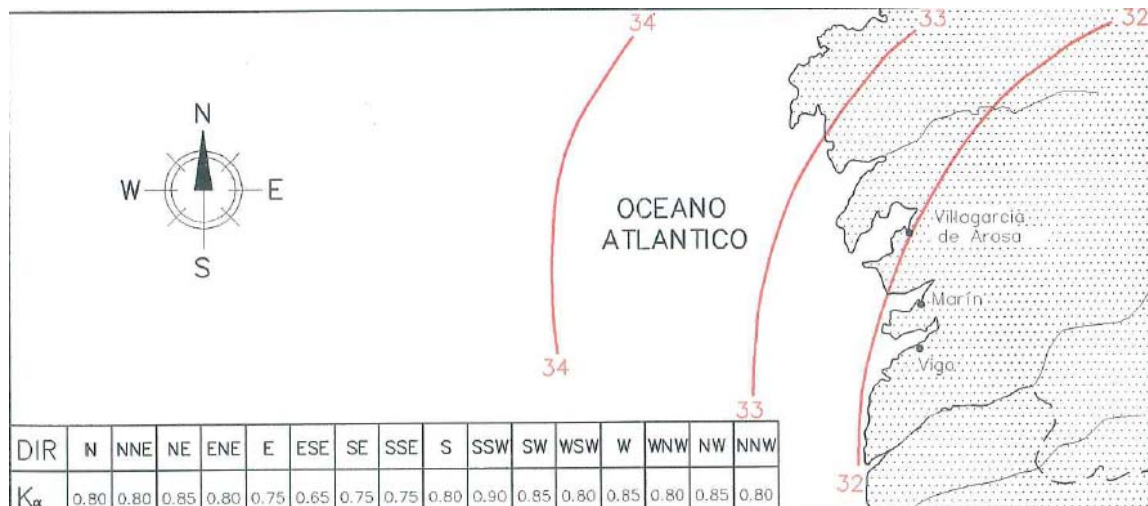 34
33
32
N
W
E
S
OCEANO
ATLANTICO
Villagarcia
de Arosa
Marín
Vigo
34
33
32
DIR N NNE NE ENE E ESE SE SSE S SSW SW WSW W WNW NW NNW
Kα 0.80 0.80 0.85 0.80 0.75 0.65 0.75 0.75 0.80 0.90 0.85 0.80 0.85 0.80 0.85 0.80